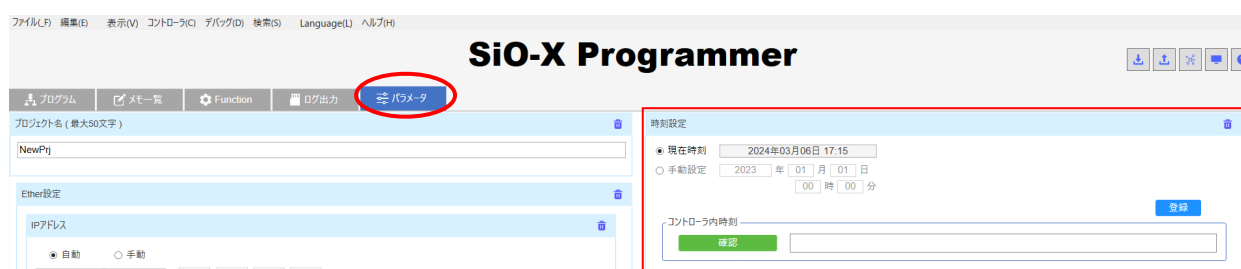 ファイル(_F) 編集(E) 表示(V) コントローラ(C) デバッグ(D) 検索(S) Language(L) ヘルプ(H)
SiO-X Programmer
プログラム メモ一覧 Function ログ出力 パラメータ
プロジェクト名 ( 最大50文字 )
NewPrj
Ether設定
IPアドレス
自動 手動
時刻設定
現在時刻 2024年03月06日 17:15
手動設定 2023 年 01 月 01 日
00 時 00 分
登録
コントローラ内時刻
確認